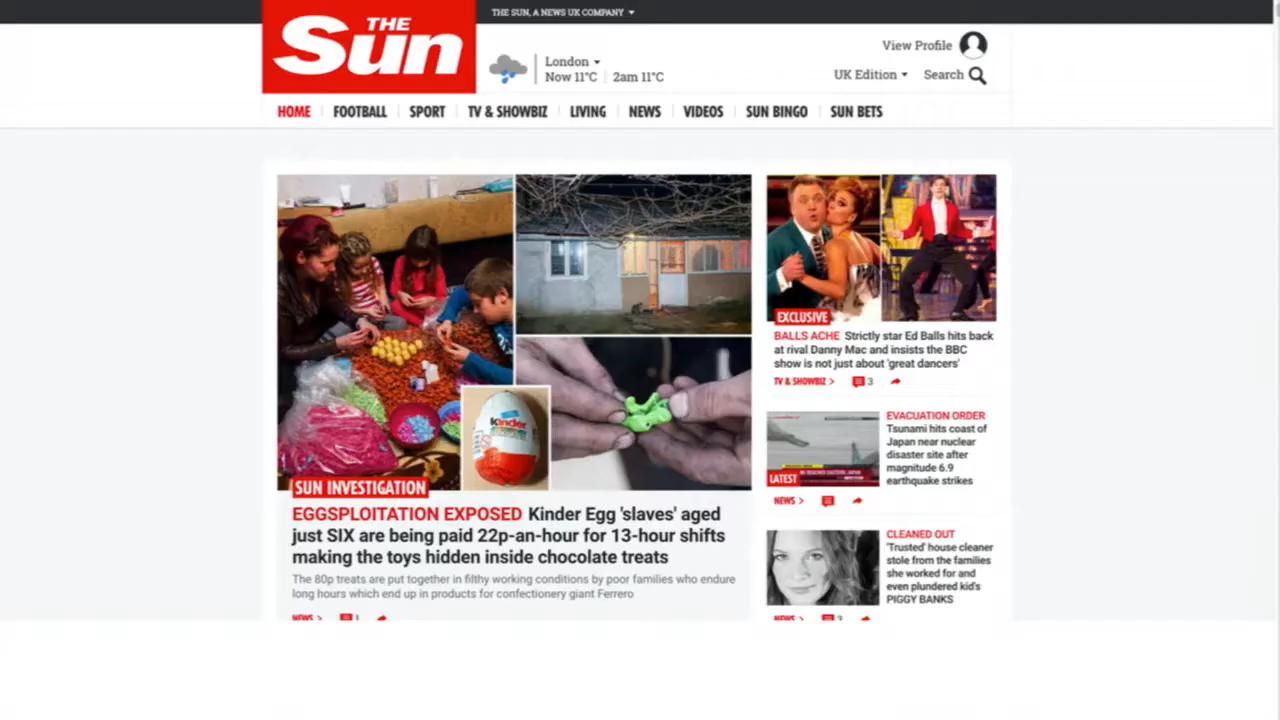 THE SUN, A NEWS UK COMPANY
THE
Sun
London
Now 11°C 2am 11°C
View Profile
UK Edition Search
HOME FOOTBALL SPORT TV & SHOWBIZ LIVING NEWS VIDEOS SUN BINGO SUN BETS
Kinder
SUN INVESTIGATION
EGGSPLOITATION EXPOSED Kinder Egg 'slaves' aged
just SIX are being paid 22p-an-hour for 13-hour shifts
making the toys hidden inside chocolate treats
The 80p treats are put together in filthy working conditions by poor families who endure
long hours which end up in products for confectionery giant Ferrero
NEWS > 1
EXCLUSIVE
BALLS ACHE Strictly star Ed Balls hits back
at rival Danny Mac and insists the BBC
show is not just about 'great dancers'
TV & SHOWBIZ > 3
LATEST
EVACUATION ORDER
Tsunami hits coast of
Japan near nuclear
disaster site after
magnitude 6.9
earthquake strikes
NEWS >
CLEANED OUT
'Trusted' house cleaner
stole from the families
she worked for and
even plundered kid's
PIGGY BANKS
NEWS >